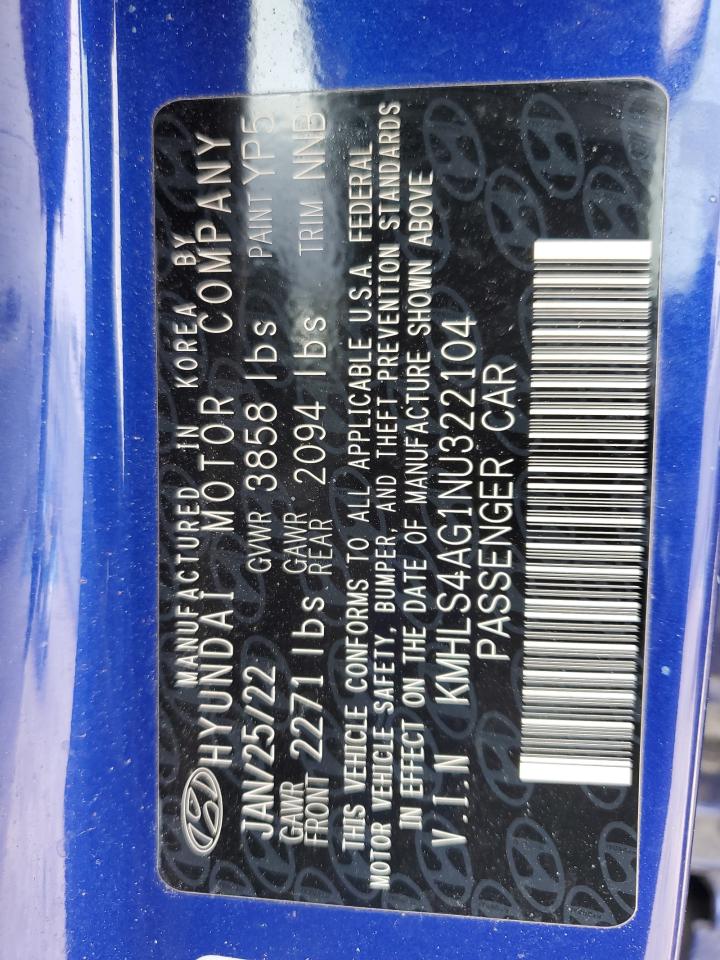 MANUFACTURED IN KOREA BY
HYUNDAI MOTOR COMPANY
JAN/25/22 GVWR 3858 lbs PAINT YP5
GAWR FRONT 2271 lbs GAWR REAR 2094 lbs TRIM NNB
THIS VEHICLE CONFORMS TO ALL APPLICABLE U.S.A. FEDERAL
MOTOR VEHICLE SAFETY, BUMPER, AND THEFT PREVENTION STANDARDS
IN EFFECT ON THE DATE OF MANUFACTURE SHOWN ABOVE
V.I.N KMHLS4AG1NU322104
PASSENGER CAR